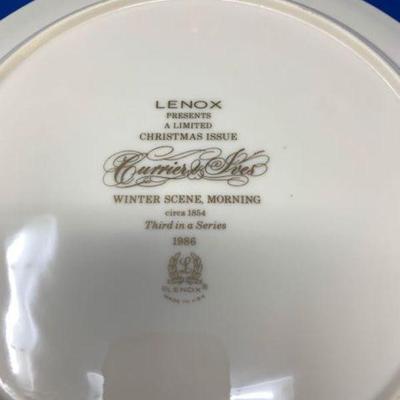 LENOX
PRESENTS
A LIMITED
CHRISTMAS ISSUE
Currier & Ives
WINTER SCENE, MORNING
circa 1854
Third in a Series
1986
L
LENOX®
MADE IN USA